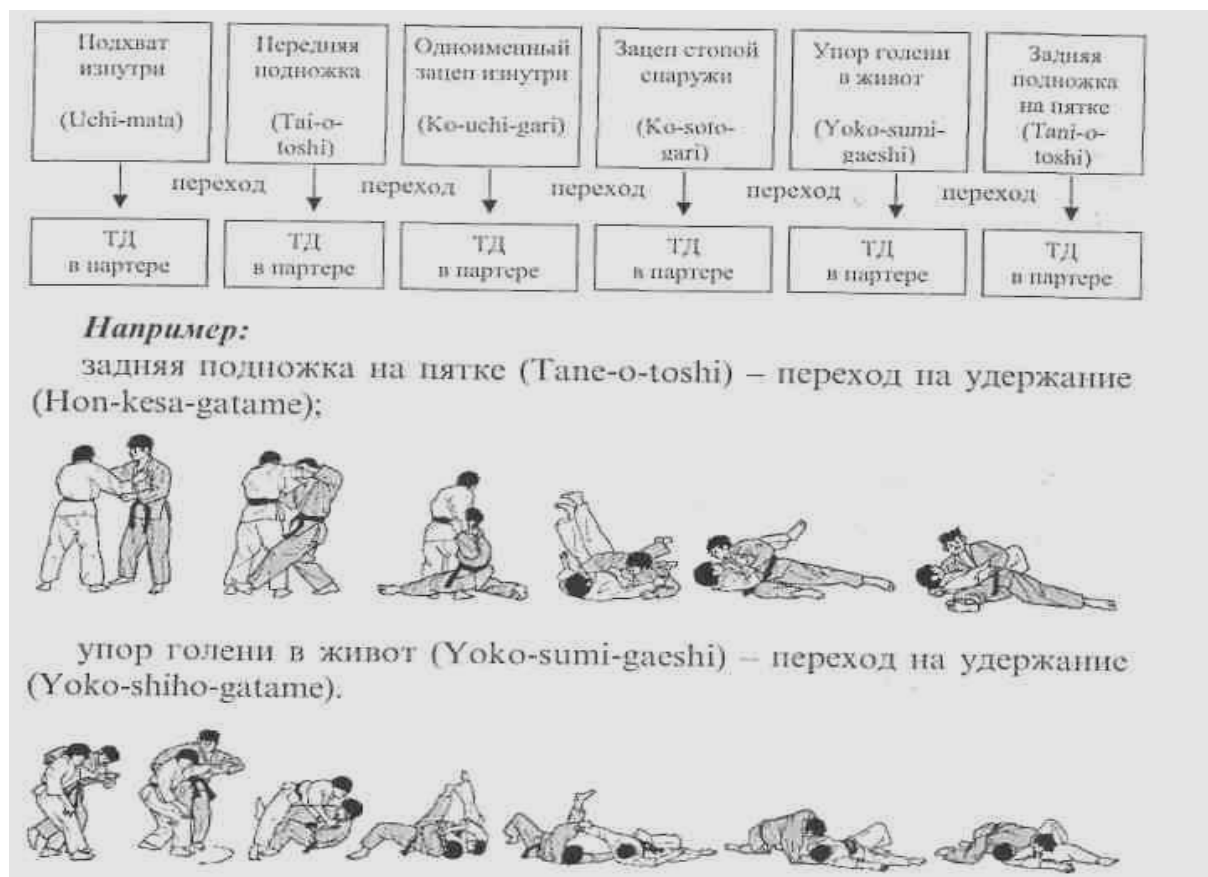 Подхват
изнутри
(Uchi-mata)
Передняя
подножка
(Tai-o-
toshi)
Одноименный
зацеп изнутри
(Ko-uchi-gari)
Зацеп стопой
снаружи
(Ko-soto-
gari)
Упор голени
в живот
(Yoko-sumi-
gaeshi)
Задняя
подножка
на пятке
(Tani-o-
toshi)
переход
переход
переход
переход
переход
ТД
в партере
ТД
в партере
ТД
в партере
ТД
в партере
ТД
в партере
ТД
в партере
Например:
задняя подножка на пятке (Tane-o-toshi) – переход на удержание
(Hon-kesa-gatame);
упор голени в живот (Yoko-sumi-gaeshi) – переход на удержание
(Yoko-shiho-gatame).